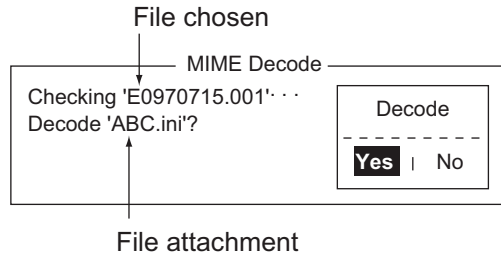 File chosen
MIME Decode
Checking 'E0970715.001'· · ·
Decode 'ABC.ini'?
Decode
Yes | No
File attachment